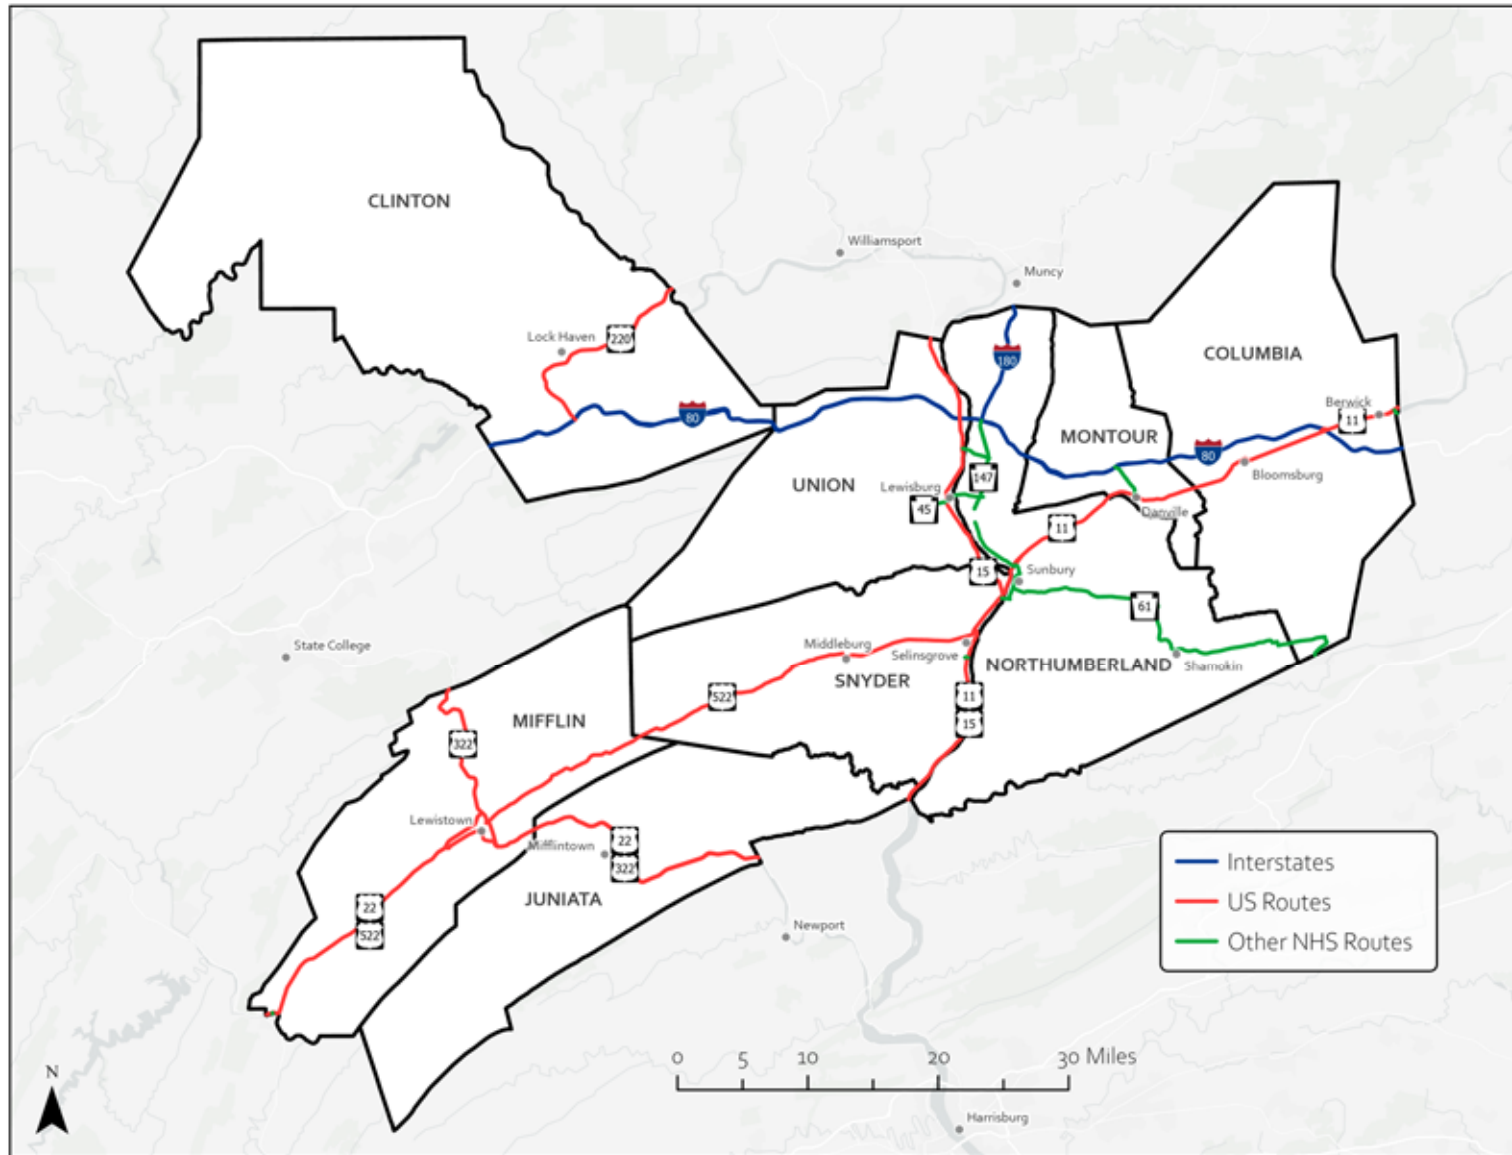 CLINTON
Williamsport
Muncy
Lock Haven
220
180
COLUMBIA
80
Berwick
11
MONTOUR
80
Bloomsburg
UNION
Lewisburg
147
45
Danville
11
15
Sunbury
61
State College
Middleburg
Selinsgrove
NORTHUMBERLAND
Shamokin
SNYDER
522
11
15
MIFFLIN
322
Lewistown
Mifflintown
22
322
JUNIATA
22
522
Newport
Interstates
US Routes
Other NHS Routes
0 5 10 20 30 Miles
N
Harrisburg